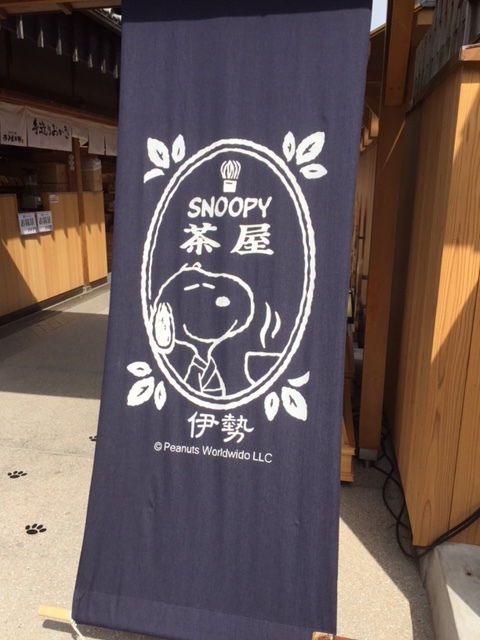 SNOOPY
茶屋
伊勢
© Peanuts Worldwido LLC